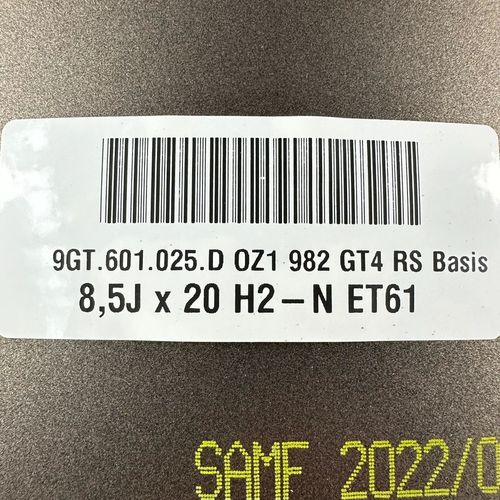 9GT.601.025.D OZ1 982 GT4 RS Basis
8,5J x 20 H2–N ET61
SAMF 2022/0